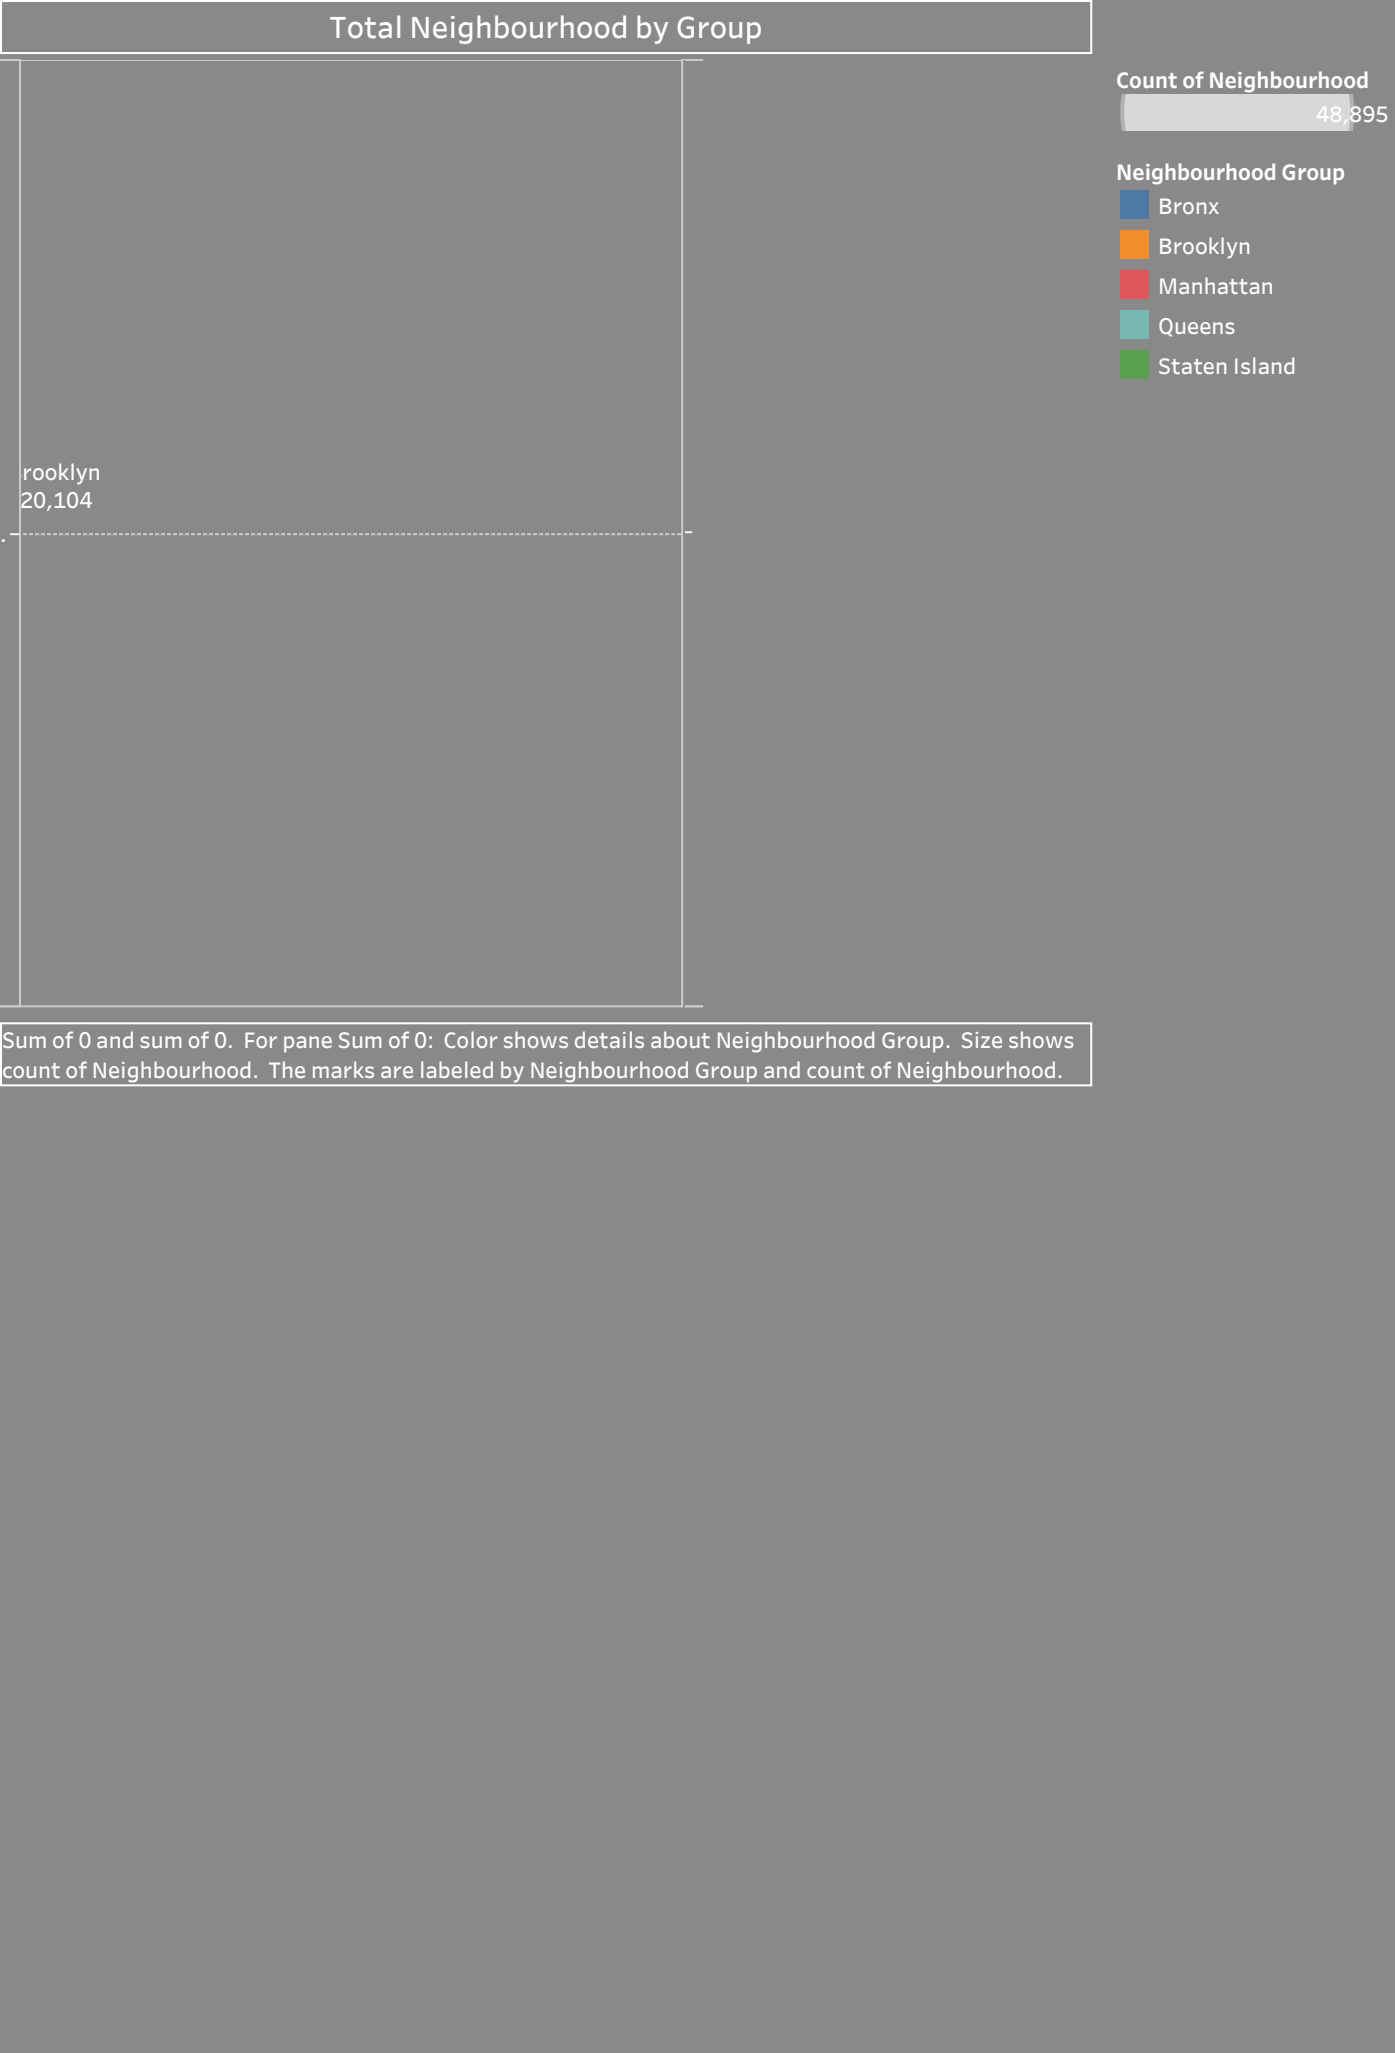 Total Neighbourhood by Group
Count of Neighbourhood
48,895
Neighbourhood Group
Bronx
Brooklyn
Manhattan
Queens
Staten Island
rooklyn
20,104
Sum of 0 and sum of 0. For pane Sum of 0: Color shows details about Neighbourhood Group. Size shows
count of Neighbourhood. The marks are labeled by Neighbourhood Group and count of Neighbourhood.